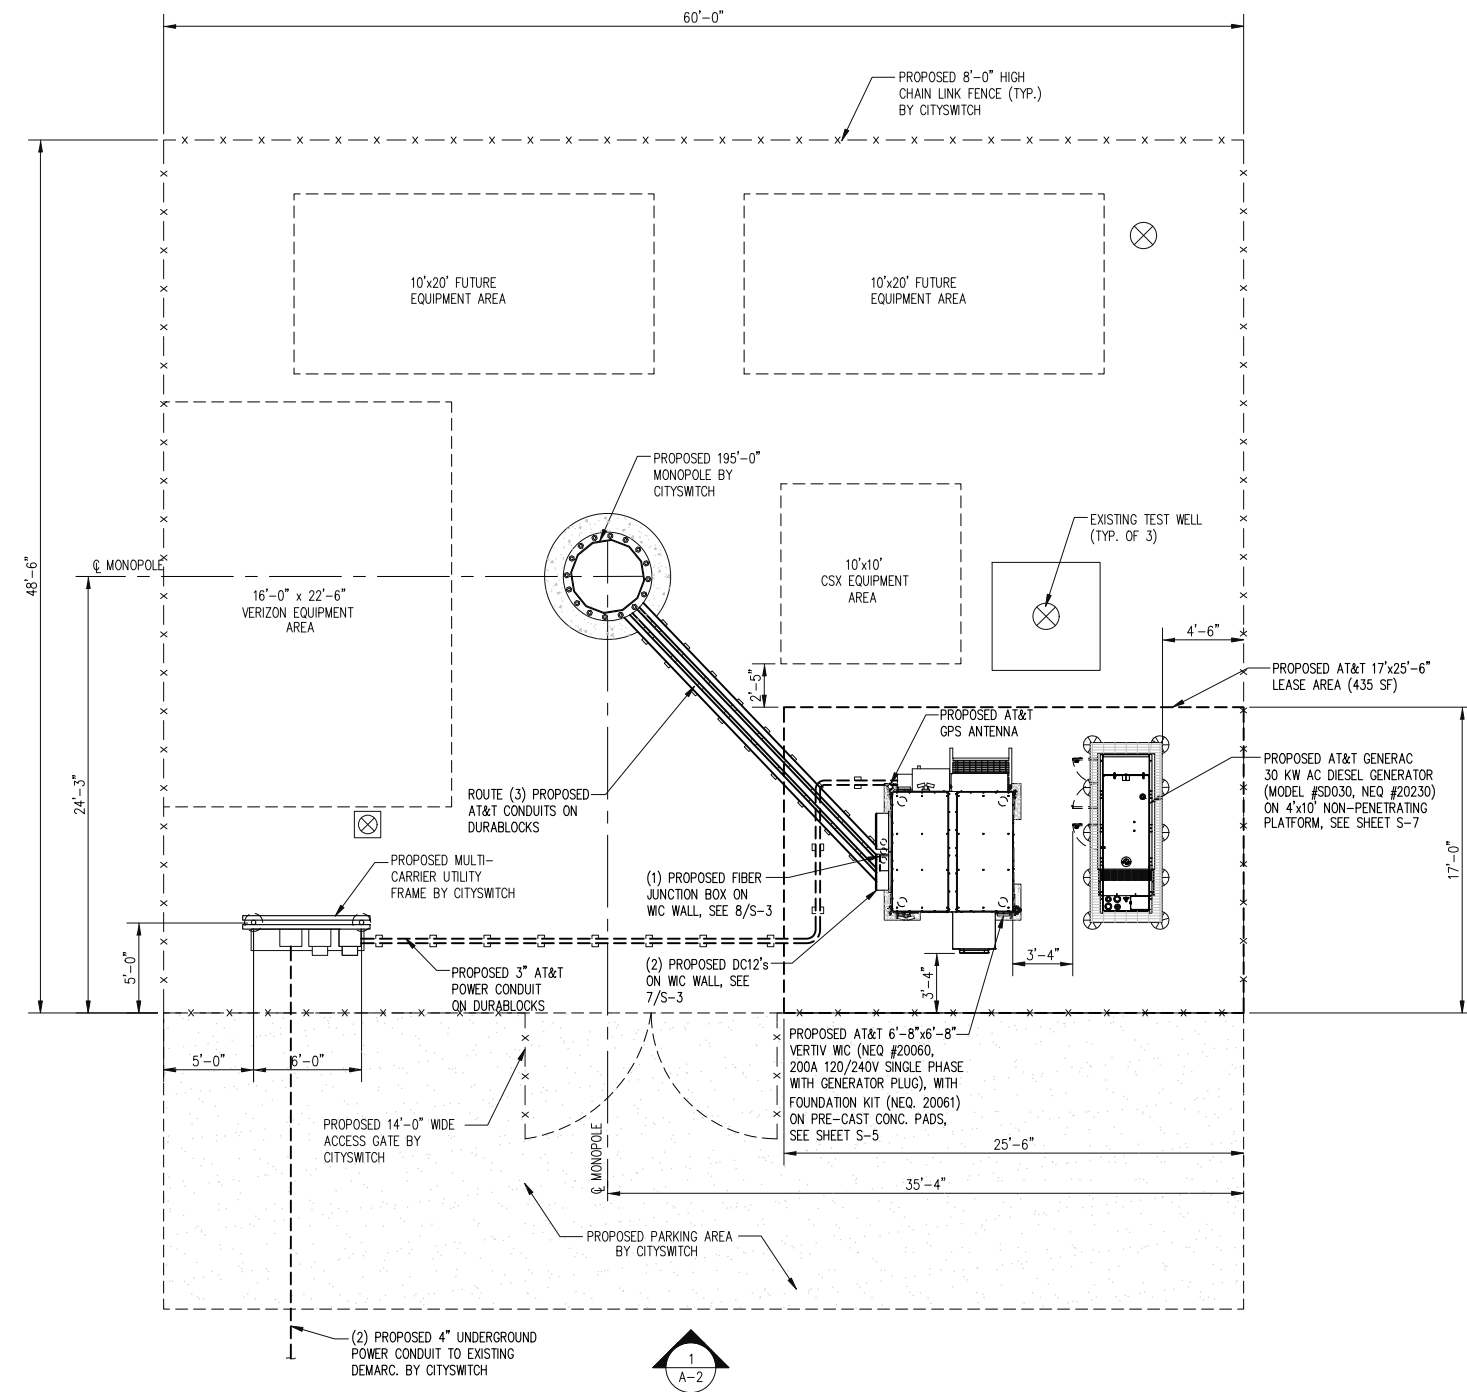 60'-0"
PROPOSED 8'-0" HIGH
CHAIN LINK FENCE (TYP.)
BY CITYSWITCH
10'x20' FUTURE
EQUIPMENT AREA
10'x20' FUTURE
EQUIPMENT AREA
PROPOSED 195'-0"
MONOPOLE BY
CITYSWITCH
EXISTING TEST WELL
(TYP. OF 3)
48'-6"
℄ MONOPOLE
16'-0" x 22'-6"
VERIZON EQUIPMENT
AREA
10'x10'
CSX EQUIPMENT
AREA
4'-6"
2'-5"
PROPOSED AT&T 17'x25'-6"
LEASE AREA (435 SF)
PROPOSED AT&T
GPS ANTENNA
24'-3"
ROUTE (3) PROPOSED
AT&T CONDUITS ON
DURABLOCKS
PROPOSED AT&T GENERAC
30 KW AC DIESEL GENERATOR
(MODEL #SD030, NEQ #20230)
ON 4'x10' NON-PENETRATING
PLATFORM, SEE SHEET S-7
17'-0"
PROPOSED MULTI-
CARRIER UTILITY
FRAME BY CITYSWITCH
(1) PROPOSED FIBER
JUNCTION BOX ON
WIC WALL, SEE 8/S-3
5'-0"
PROPOSED 3" AT&T
POWER CONDUIT
ON DURABLOCKS
(2) PROPOSED DC12's
ON WIC WALL, SEE
7/S-3
3'-4"
3'-4"
5'-0"
6'-0"
PROPOSED AT&T 6'-8"x6'-8"
VERTIV WIC (NEQ #20060,
200A 120/240V SINGLE PHASE
WITH GENERATOR PLUG), WITH
FOUNDATION KIT (NEQ. 20061)
ON PRE-CAST CONC. PADS,
SEE SHEET S-5
PROPOSED 14'-0" WIDE
ACCESS GATE BY
CITYSWITCH
℄ MONOPOLE
25'-6"
35'-4"
PROPOSED PARKING AREA
BY CITYSWITCH
(2) PROPOSED 4" UNDERGROUND
POWER CONDUIT TO EXISTING
DEMARC. BY CITYSWITCH
1
A-2